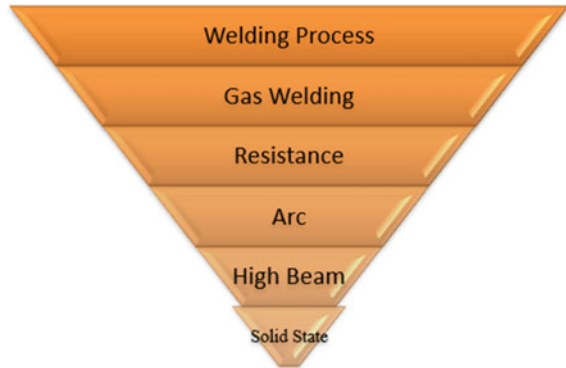 Welding Process
Gas Welding
Resistance
Arc
High Beam
Solid State